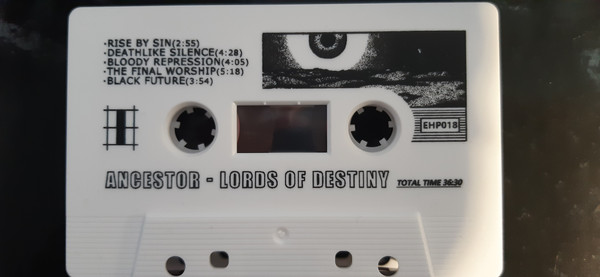 ·RISE BY SIN(2:55)
·DEATHLIKE SILENCE(4:28)
·BLOODY REPRESSION(4:05)
·THE FINAL WORSHIP(5:18)
·BLACK FUTURE(3:54)
I
EHP018
ANCESTOR - LORDS OF DESTINY
TOTAL TIME 36:30